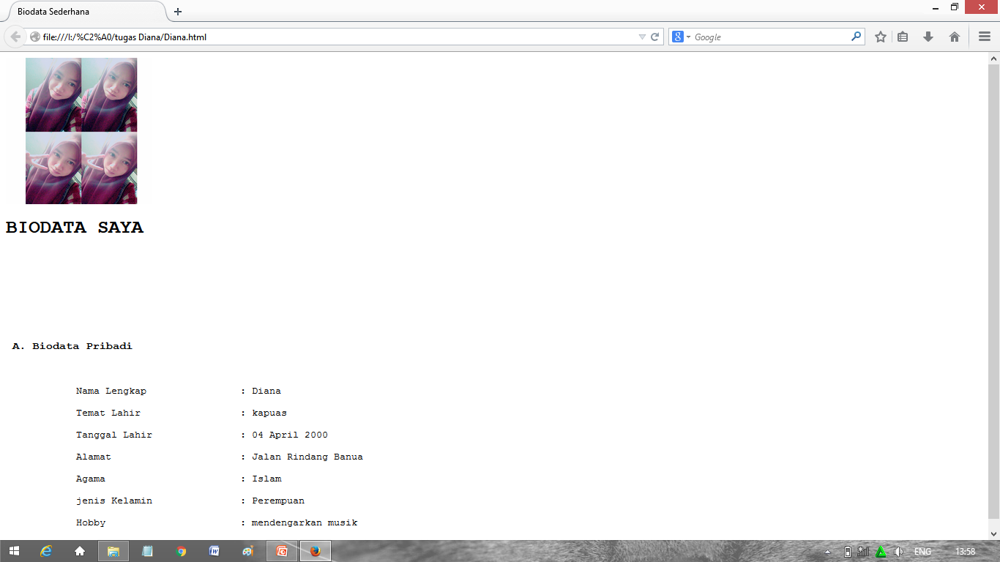 Biodata Sederhana
file:///I:/%C2%A0/tugas Diana/Diana.html
Google
BIODATA SAYA
A. Biodata Pribadi
Nama Lengkap : Diana
Temat Lahir : kapuas
Tanggal Lahir : 04 April 2000
Alamat : Jalan Rindang Banua
Agama : Islam
jenis Kelamin : Perempuan
Hobby : mendengarkan musik
ENG 13:58